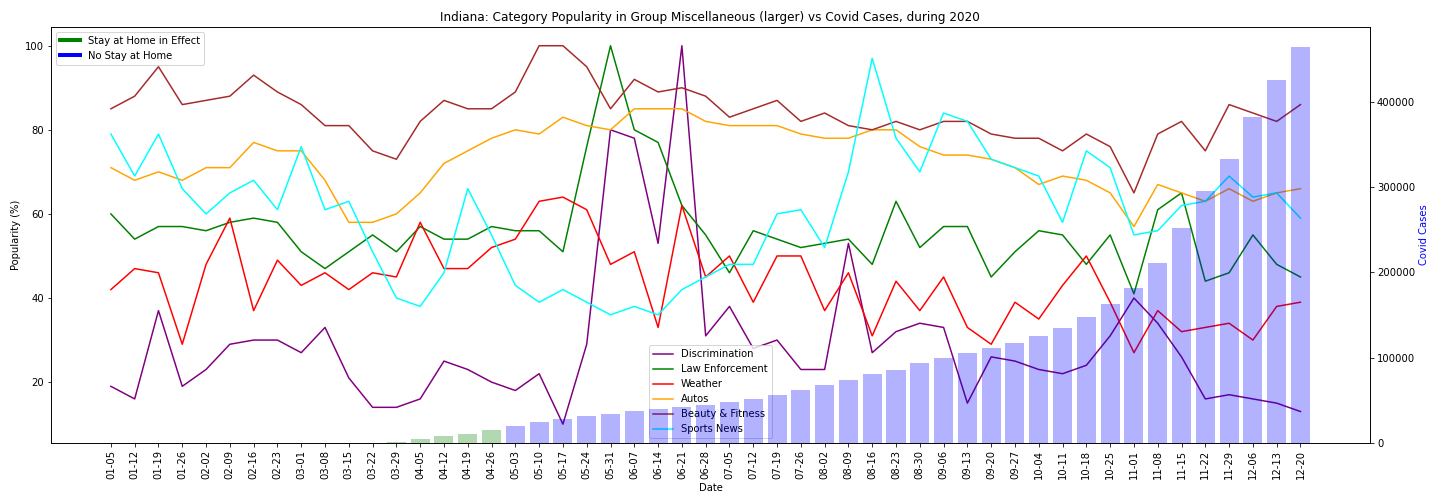 Indiana: Category Popularity in Group Miscellaneous (larger) vs Covid Cases, during 2020
Stay at Home in Effect
No Stay at Home
100
80
60
40
20
Popularity (%)
400000
300000
200000
100000
0
Covid Cases
Discrimination
Law Enforcement
Weather
Autos
Beauty & Fitness
Sports News
01-05 01-12 01-19 01-26 02-02 02-09 02-16 02-23 03-01 03-08 03-15 03-22 03-29 04-05 04-12 04-19 04-26 05-03 05-10 05-17 05-24 05-31 06-07 06-14 06-21 06-28 07-05 07-12 07-19 07-26 08-02 08-09 08-16 08-23 08-30 09-06 09-13 09-20 09-27 10-04 10-11 10-18 10-25 11-01 11-08 11-15 11-22 11-29 12-06 12-13 12-20
Date